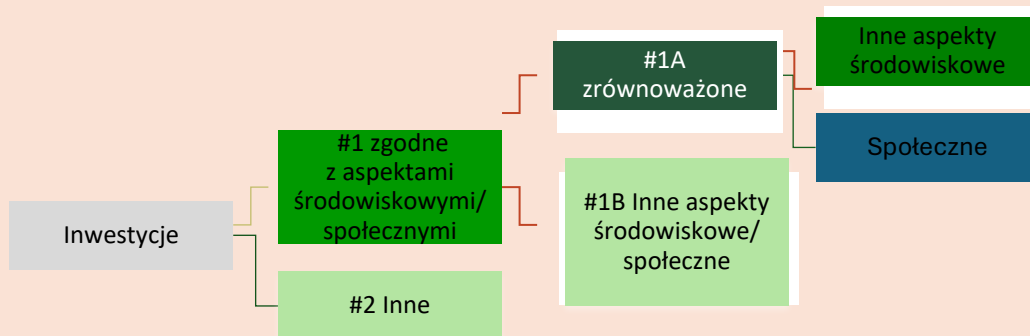 Inwestycje
#1 zgodne
z aspektami
środowiskowymi/
społecznymi
#2 Inne
#1A
zrównoważone
#1B Inne aspekty
środowiskowe/
społeczne
Inne aspekty
środowiskowe
Społeczne